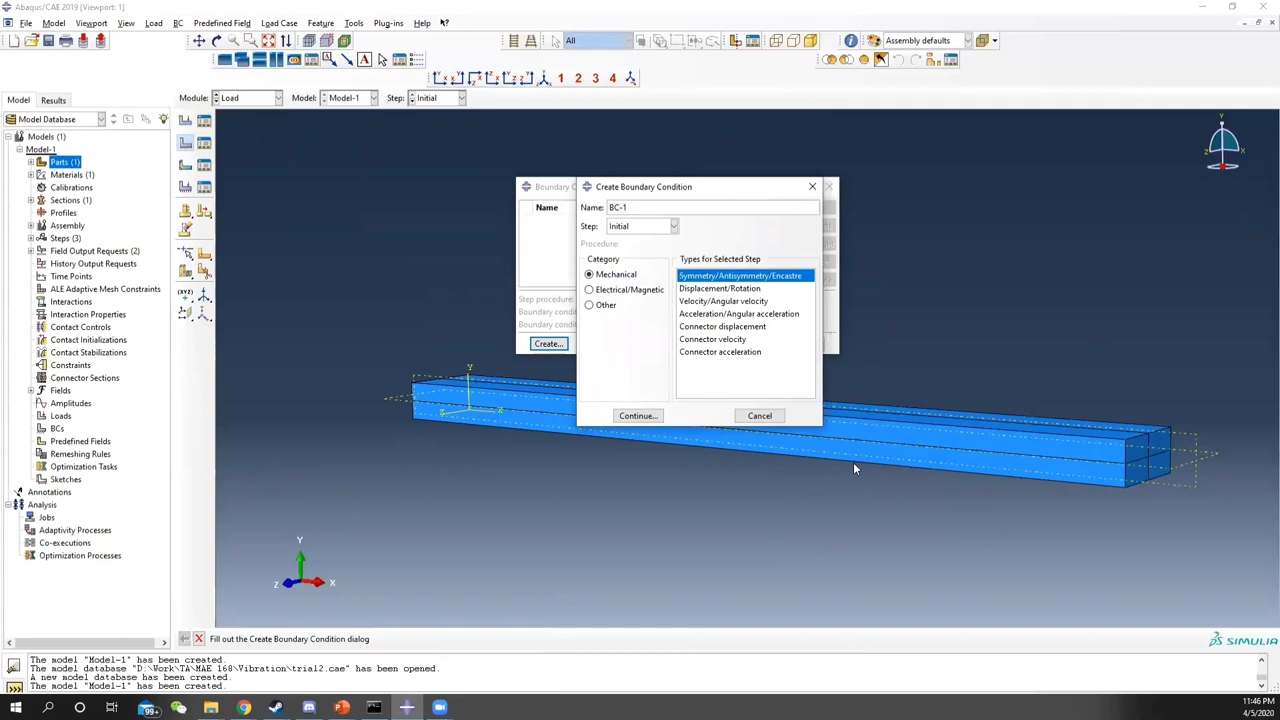 Abaqus/CAE 2019 [Viewport: 1]
File Model Viewport View Load BC Predefined Field Load Case Feature Tools Plug-ins Help
All Assembly defaults
1 2 3 4
Model Results Module: Load Model: Model-1 Step: Initial
Model Database
Models (1)
Model-1
Parts (1)
Materials (1)
Calibrations
Sections (1)
Profiles
Assembly
Steps (3)
Field Output Requests (2)
History Output Requests
Time Points
ALE Adaptive Mesh Constraints
Interactions
Interaction Properties
Contact Controls
Contact Initializations
Contact Stabilizations
Constraints
Connector Sections
Fields
Amplitudes
Loads
BCs
Predefined Fields
Remeshing Rules
Optimization Tasks
Sketches
Annotations
Analysis
Jobs
Adaptivity Processes
Co-executions
Optimization Processes
Boundary C
Name
Step procedure:
Boundary condit
Boundary condit
Create...
Create Boundary Condition
Name: BC-1
Step: Initial
Procedure:
Category
Mechanical
Electrical/Magnetic
Other
Types for Selected Step
Symmetry/Antisymmetry/Encastre
Displacement/Rotation
Velocity/Angular velocity
Acceleration/Angular acceleration
Connector displacement
Connector velocity
Connector acceleration
Continue...
Cancel
Y
X
Z
Y
X
Z
Y
X
Z
Fill out the Create Boundary Condition dialog
SIMULIA
The model "Model-1" has been created.
The model database "D:\Work\TA\MAE 168\Vibration\trial2.cae" has been opened.
A new model database has been created.
The model "Model-1" has been created.
99+
11:46 PM
4/5/2020